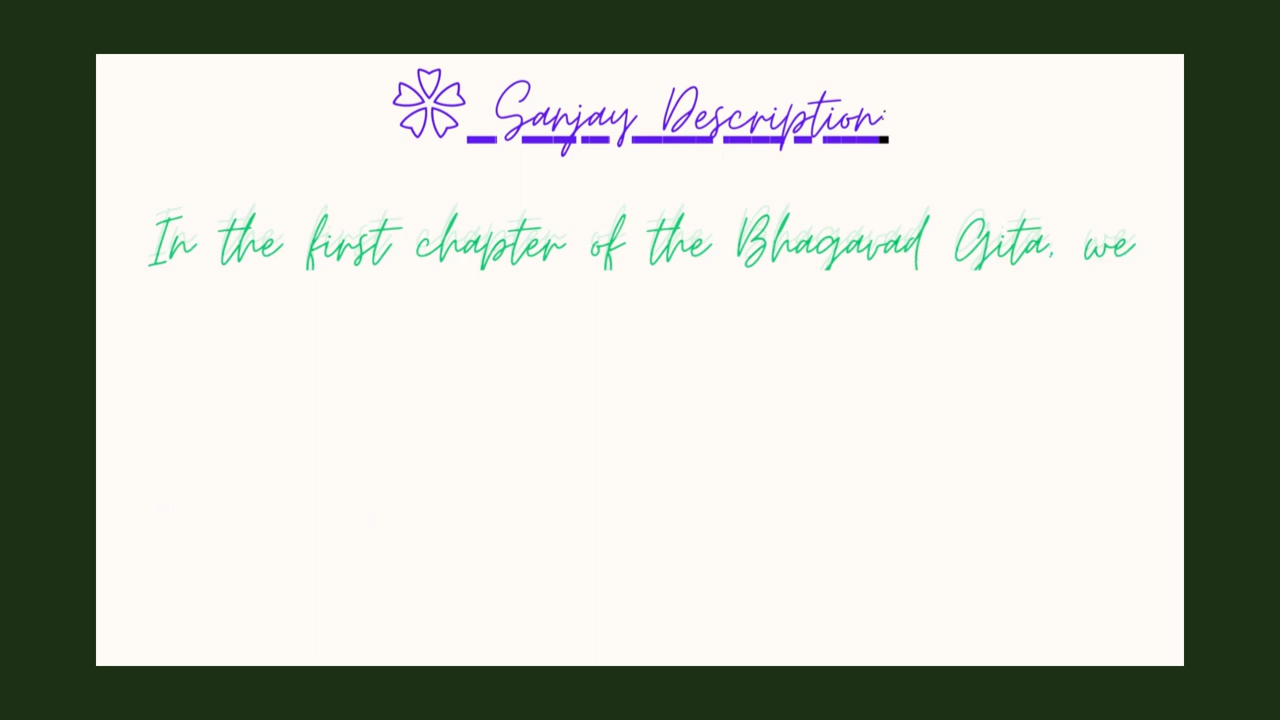 Sanjay Description:
In the first chapter of the Bhagavad Gita, we